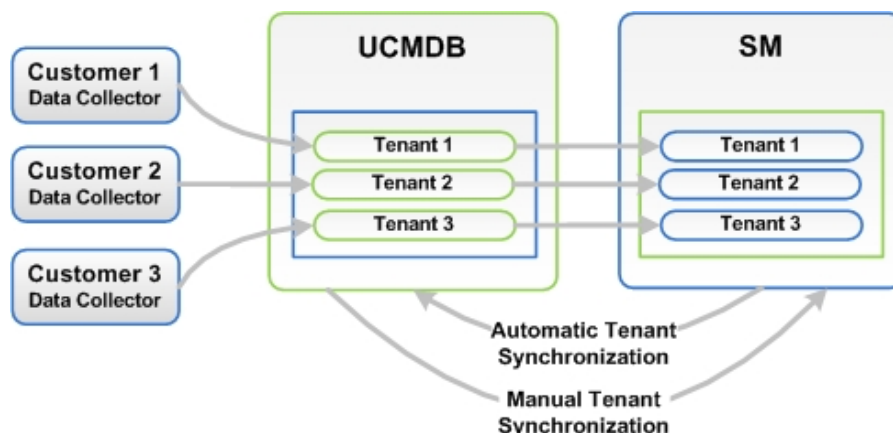 UCMDB
SM
Customer 1
Data Collector
Customer 2
Data Collector
Customer 3
Data Collector
Tenant 1
Tenant 2
Tenant 3
Tenant 1
Tenant 2
Tenant 3
Automatic Tenant
Synchronization
Manual Tenant
Synchronization